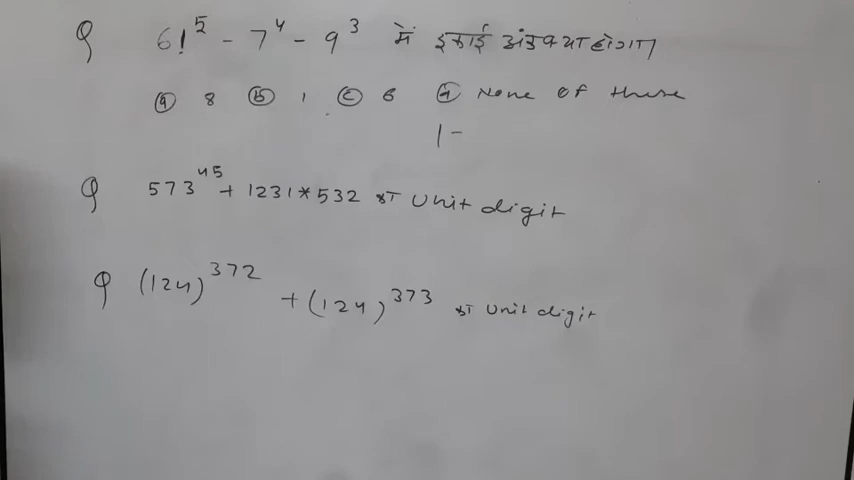 Q 61^5 - 7^4 - 9^3 में इकाई अंक क्या होगा
(a) 8 (b) 1 (c) 6 (d) None of these
1-
Q 573^45 + 1231*532 का Unit digit
Q (124)^372 + (124)^373 का Unit digit